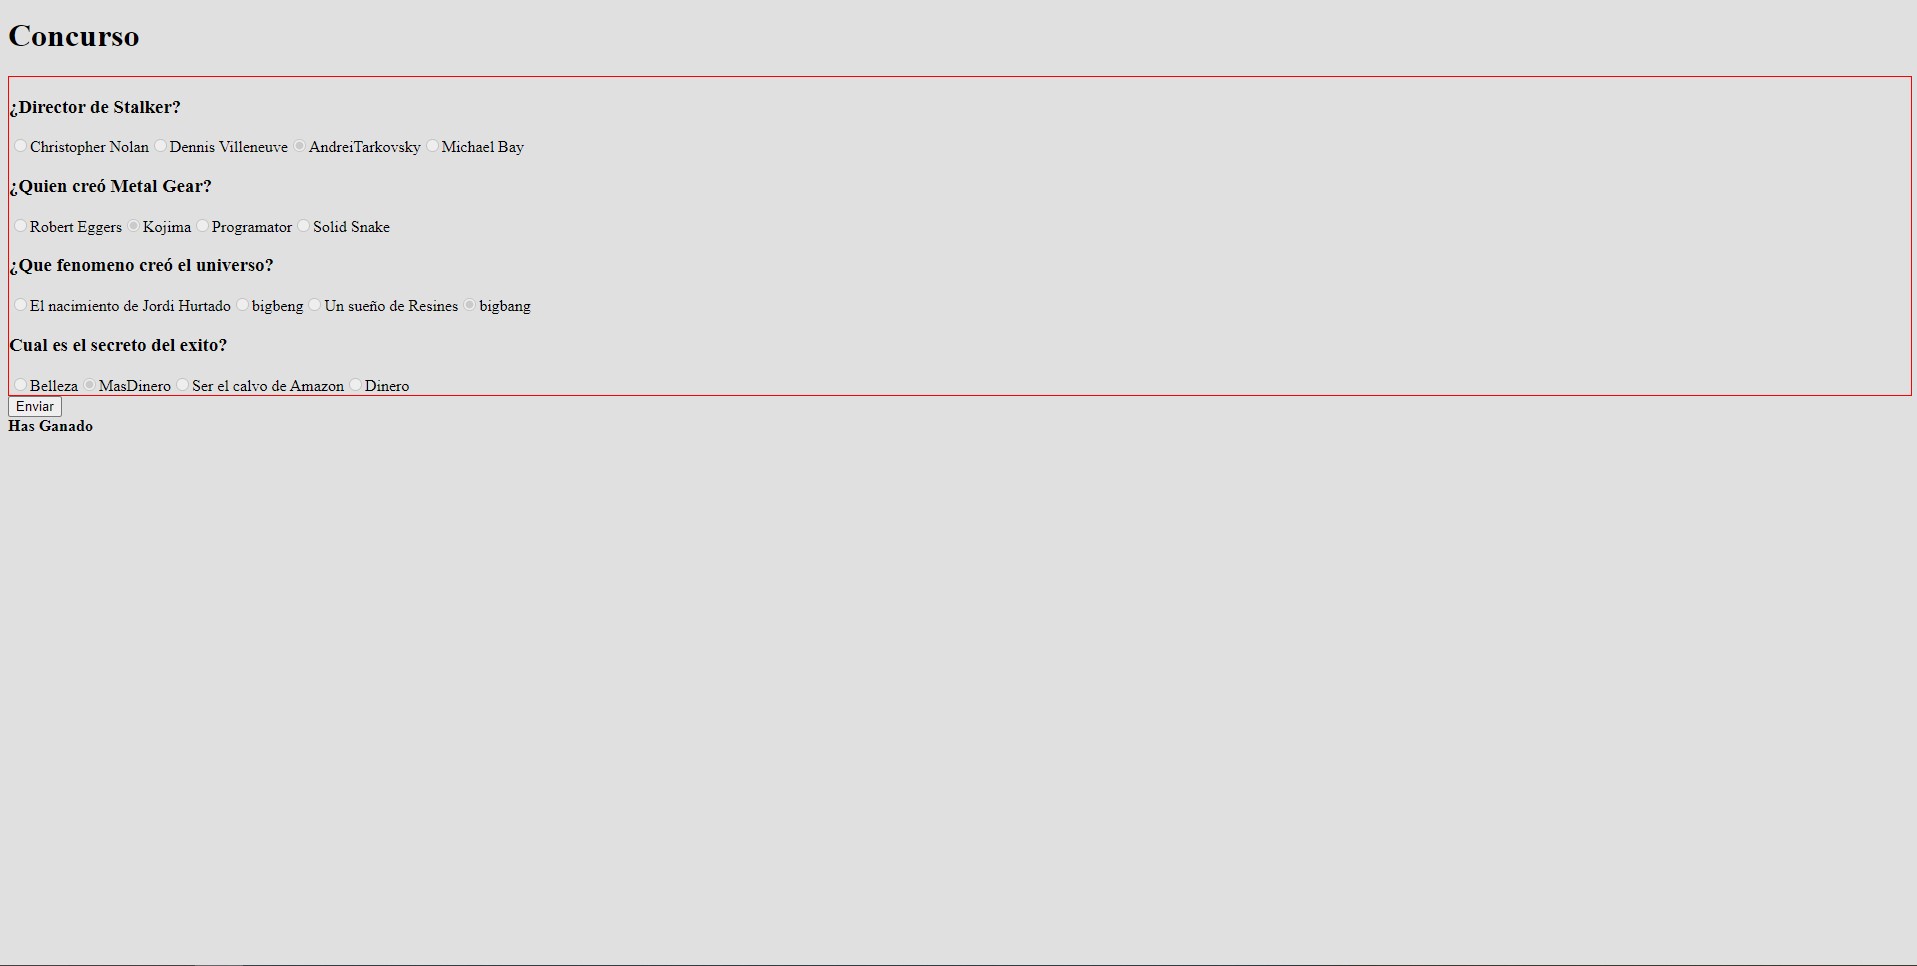 Concurso
¿Director de Stalker?
Christopher Nolan Dennis Villeneuve AndreiTarkovsky Michael Bay
¿Quien creó Metal Gear?
Robert Eggers Kojima Programator Solid Snake
¿Que fenomeno creó el universo?
El nacimiento de Jordi Hurtado bigbeng Un sueño de Resines bigbang
Cual es el secreto del exito?
Belleza MasDinero Ser el calvo de Amazon Dinero
Enviar
Has Ganado